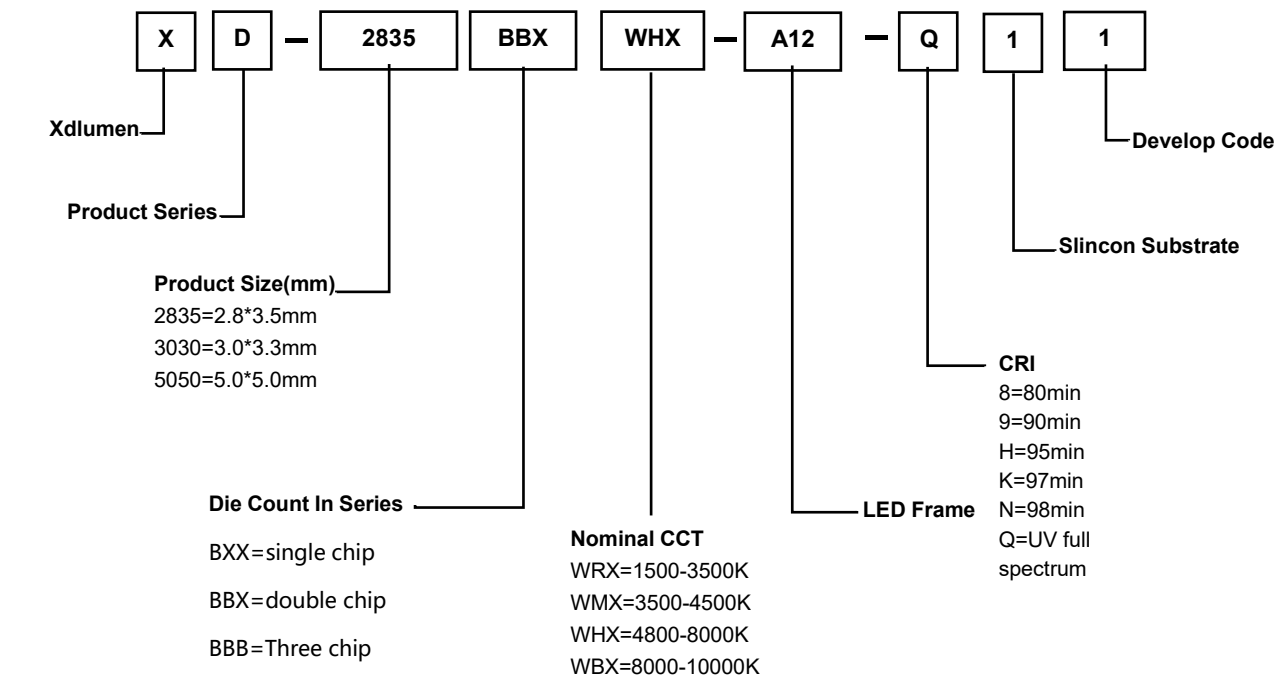 X D — 2835 BBX WHX — A12 — Q 1 1
Xdlumen
Develop Code
Product Series
Slincon Substrate
Product Size(mm)
2835=2.8*3.5mm
3030=3.0*3.3mm
5050=5.0*5.0mm
CRI
8=80min
9=90min
H=95min
K=97min
N=98min
Q=UV full
spectrum
LED Frame
Die Count In Series
BXX=single chip
BBX=double chip
BBB=Three chip
Nominal CCT
WRX=1500-3500K
WMX=3500-4500K
WHX=4800-8000K
WBX=8000-10000K